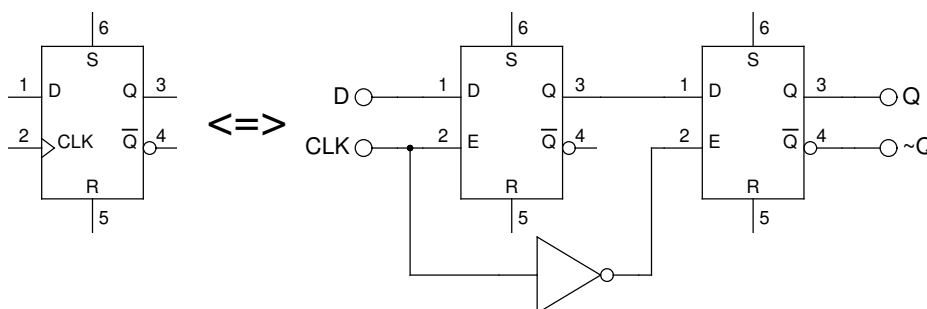 6
S
1 D Q 3
2 CLK Q 4
R
5
<=>
6
S
D 1 D Q 3
CLK 2 E Q 4
R
5
6
S
1 D Q 3 Q
2 E Q 4 ~Q
R
5